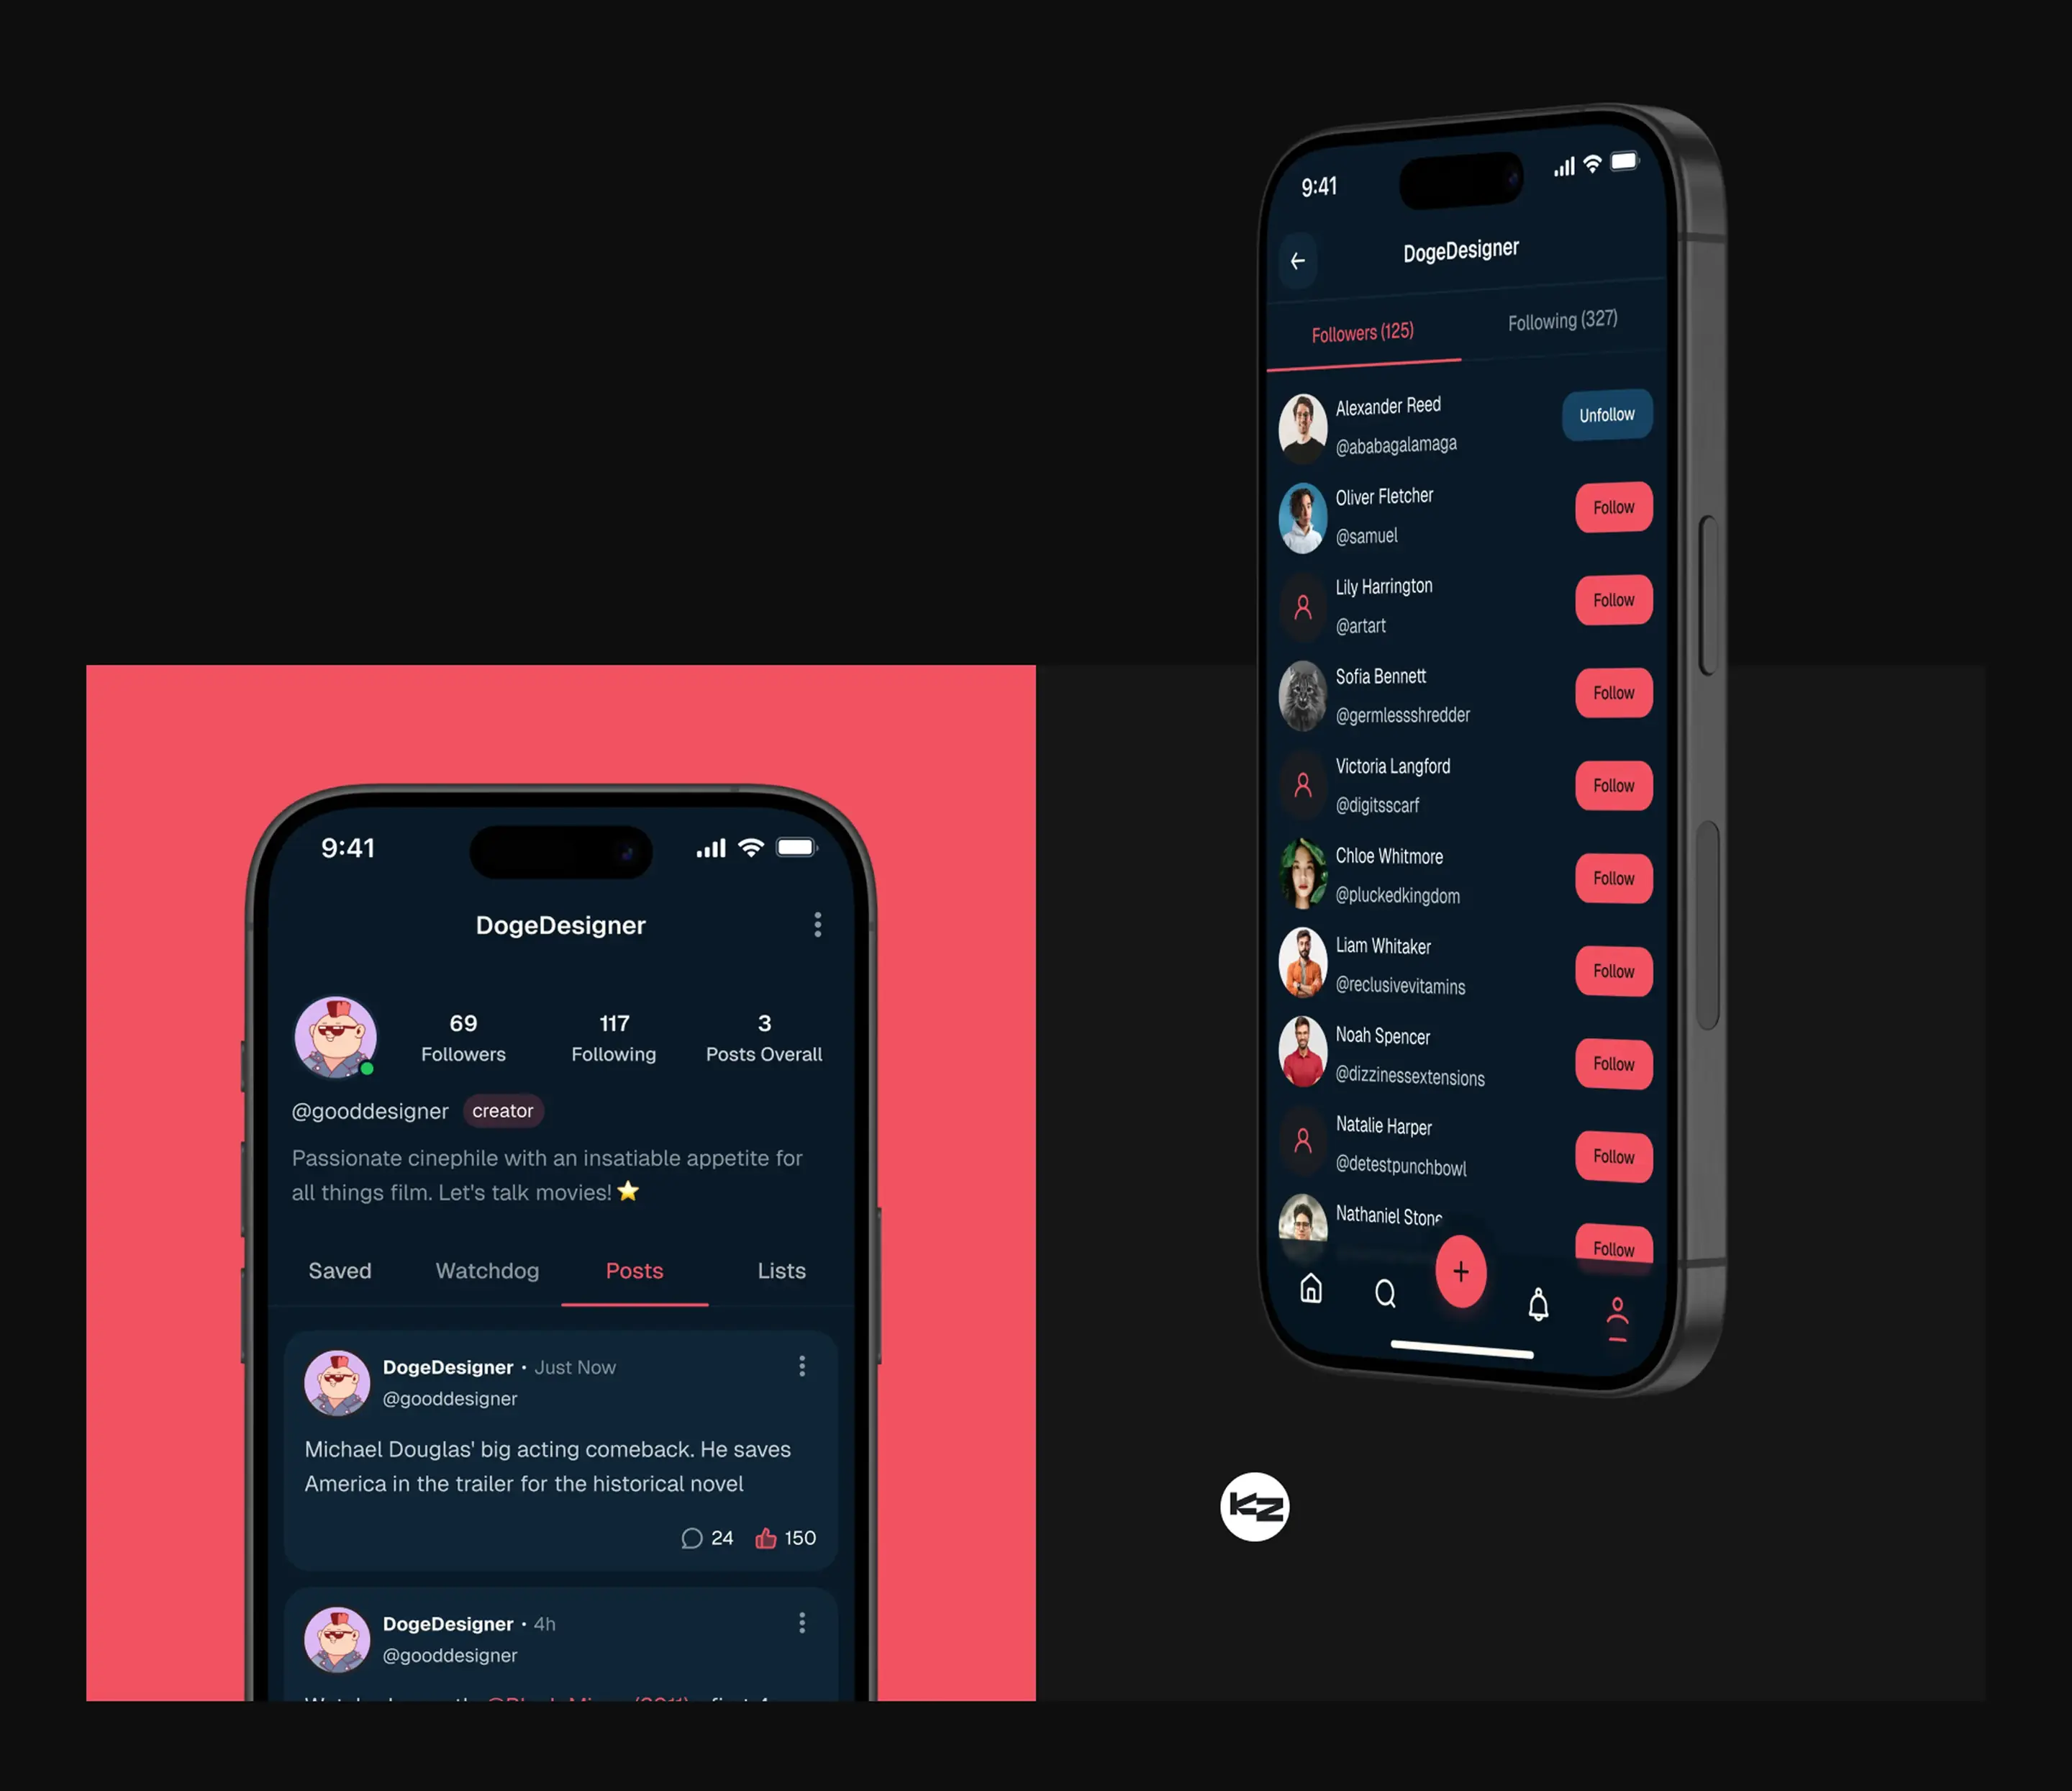 9:41
DogeDesigner
Followers (125)
Following (327)
Alexander Reed
@ababagalamaga
Unfollow
Oliver Fletcher
@samuel
Follow
Lily Harrington
@artart
Follow
Sofia Bennett
@germlessshredder
Follow
Victoria Langford
@digitsscarf
Follow
Chloe Whitmore
@pluckedkingdom
Follow
Liam Whitaker
@reclusivevitamins
Follow
Noah Spencer
@dizzinessextensions
Follow
Natalie Harper
@detestpunchbowl
Follow
Nathaniel Stone
Follow
9:41
DogeDesigner
69
Followers
117
Following
3
Posts Overall
@gooddesigner creator
Passionate cinephile with an insatiable appetite for
all things film. Let's talk movies! ⭐
Saved
Watchdog
Posts
Lists
DogeDesigner • Just Now
@gooddesigner
Michael Douglas' big acting comeback. He saves
America in the trailer for the historical novel
24 150
DogeDesigner • 4h
@gooddesigner
KZ